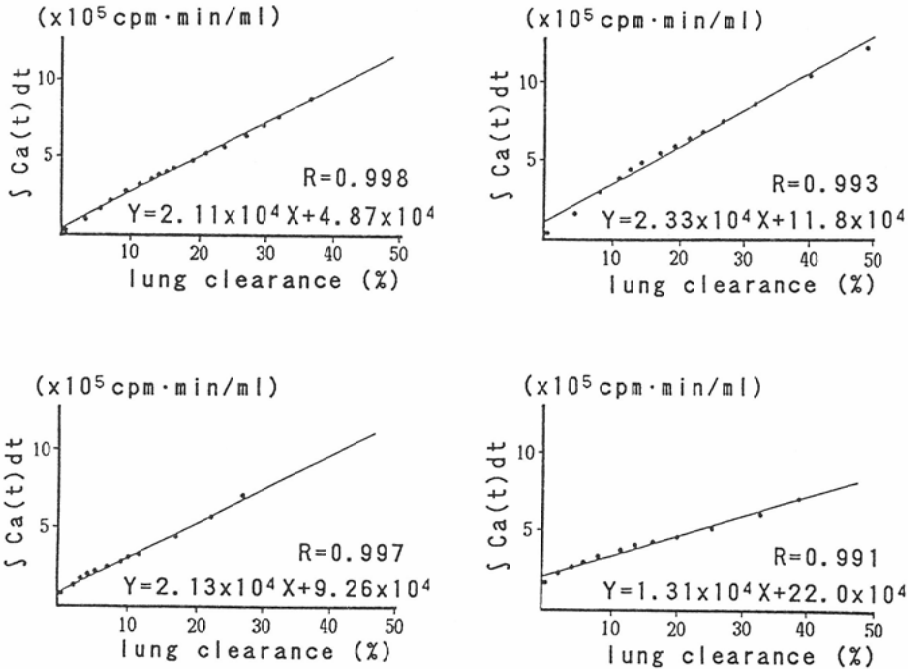 (x10⁵cpm·min/ml)
∫Ca(t)dt
10
5
R=0.998
Y=2.11x10⁴X+4.87x10⁴
10 20 30 40 50
lung clearance (%)
(x10⁵cpm·min/ml)
∫Ca(t)dt
10
5
R=0.993
Y=2.33x10⁴X+11.8x10⁴
10 20 30 40 50
lung clearance (%)
(x10⁵cpm·min/ml)
∫Ca(t)dt
10
5
R=0.997
Y=2.13x10⁴X+9.26x10⁴
10 20 30 40 50
lung clearance (%)
(x10⁵cpm·min/ml)
∫Ca(t)dt
10
5
R=0.991
Y=1.31x10⁴X+22.0x10⁴
10 20 30 40 50
lung clearance (%)